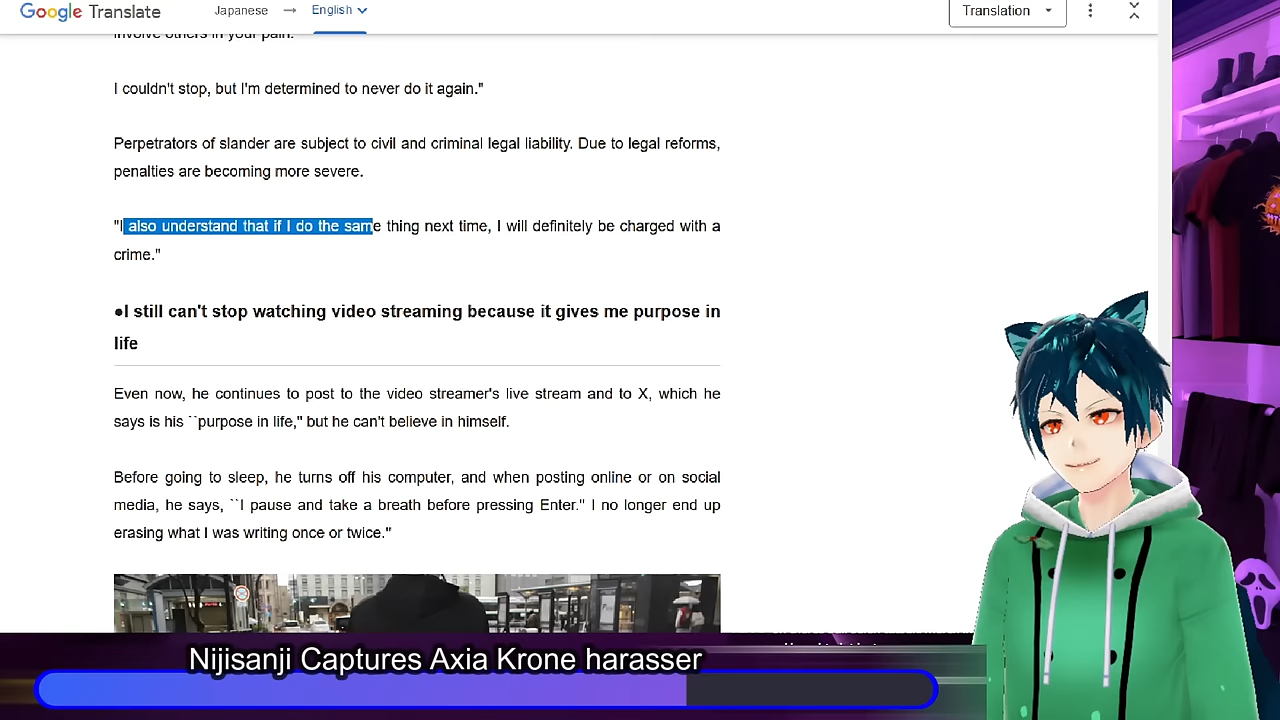 Google Translate
Japanese → English
Translation
involve others in your pain."
I couldn't stop, but I'm determined to never do it again."
Perpetrators of slander are subject to civil and criminal legal liability. Due to legal reforms,
penalties are becoming more severe.
"I also understand that if I do the same thing next time, I will definitely be charged with a
crime."
●I still can't stop watching video streaming because it gives me purpose in
life
Even now, he continues to post to the video streamer's live stream and to X, which he
says is his ``purpose in life," but he can't believe in himself.
Before going to sleep, he turns off his computer, and when posting online or on social
media, he says, ``I pause and take a breath before pressing Enter." I no longer end up
erasing what I was writing once or twice."
Nijisanji Captures Axia Krone harasser